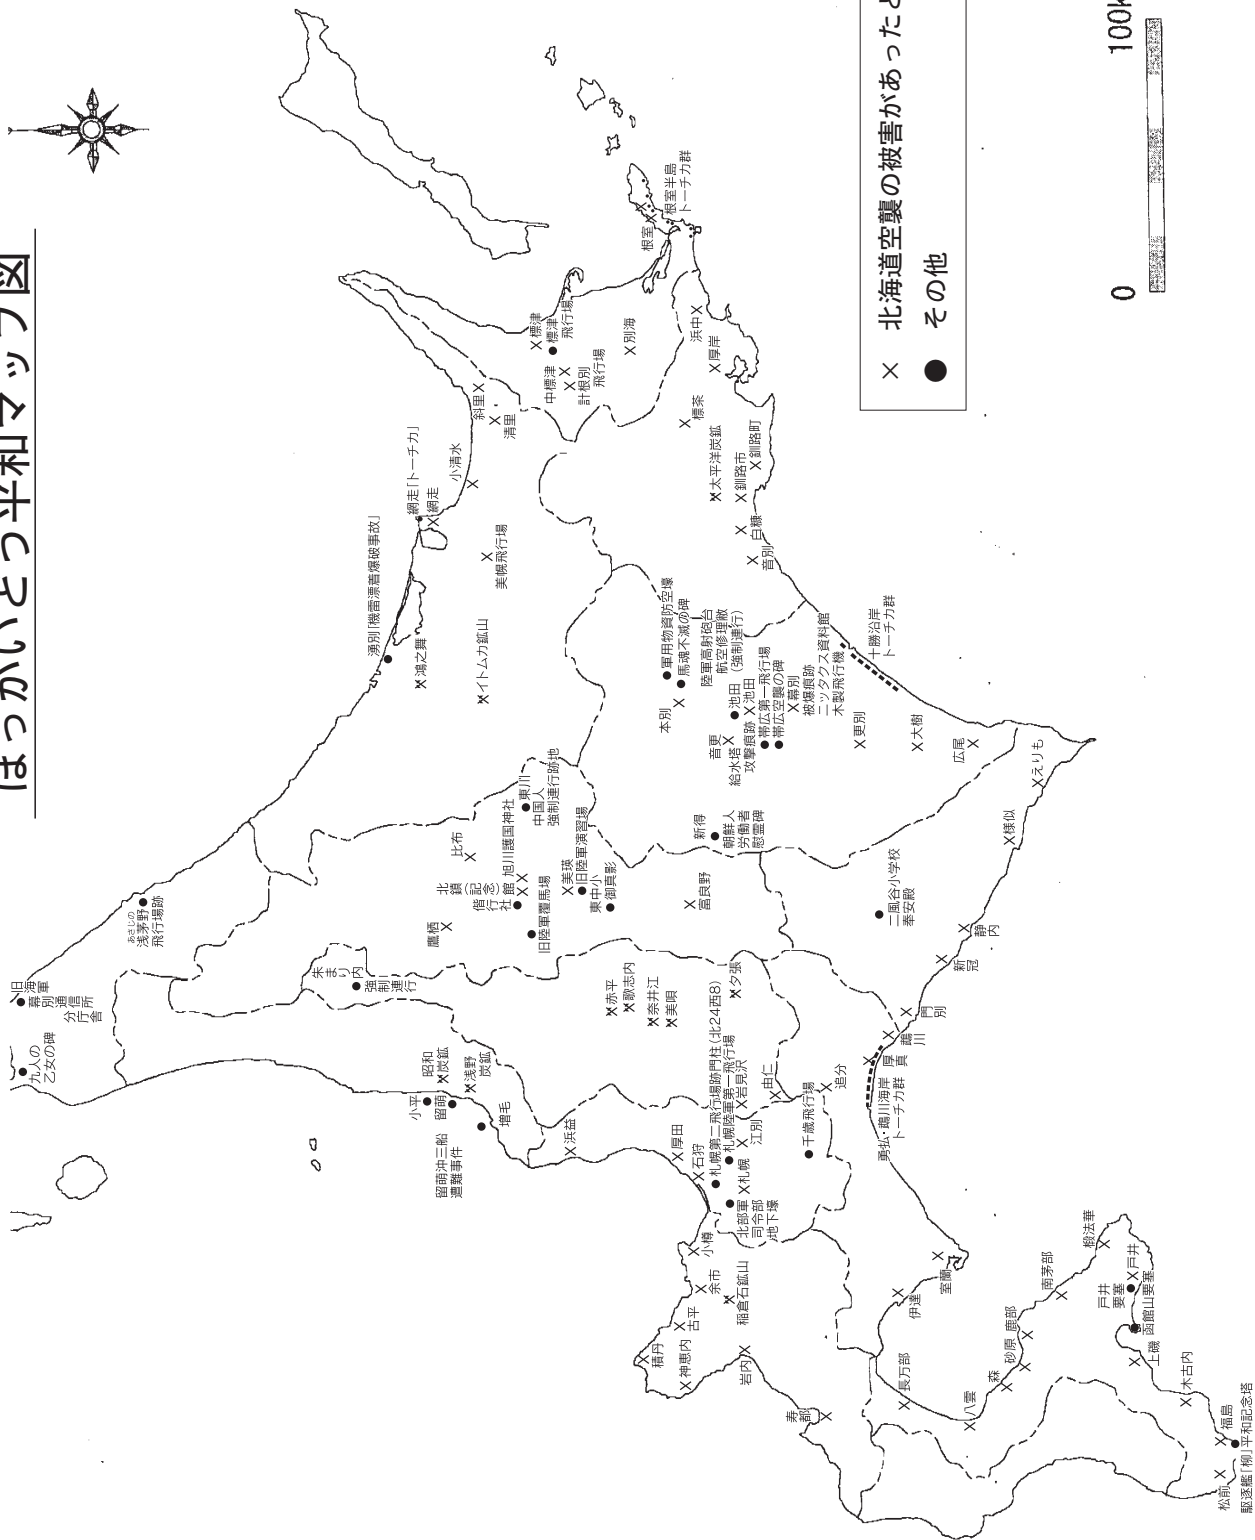 ほっかいどう平和マップ図
旧海軍
幕別通信所
分庁舎
九人の
乙女の碑
あさじの
浅茅野
飛行場跡
朱まり内
強制連行
小平
昭和
炭鉱
留萌
浅野
炭鉱
増毛
留萌沖三船
遭難事件
浜益
鷹栖
比布
北鎮(記念)館
偕行社
旭川護国神社
旧陸軍覆馬場
東川
中国人
強制連行跡地
美瑛
旧陸軍演習場
東中小
御真影
富良野
赤平
歌志内
奈井江
美唄
夕張
湧別「機雷漂着爆破事故」
鴻之舞
イトムカ鉱山
網走「トーチカ」
網走
小清水
美幌飛行場
斜里
清里
標津
標津
飛行場
中標津
計根別
飛行場
別海
根室
根室半島
トーチカ群
浜中
厚岸
標茶
太平洋炭鉱
釧路市
釧路町
白糠
音別
本別
軍用物資防空壕
馬魂不滅の碑
陸軍高射砲台
航空修理廠
(強制連行)
池田
池田
音更
給水塔
攻撃痕跡
帯広第一飛行場
帯広空襲の碑
幕別
被爆痕跡
ニッタクス資料館
木製飛行機
十勝沿岸
トーチカ群
更別
大樹
広尾
えりも
様似
新得
朝鮮人
労働者
慰霊碑
二風谷小学校
奉安殿
静内
新冠
門別
鵡川
厚真
勇払・鵡川海岸
トーチカ群
追分
由仁
千歳飛行場
厚田
石狩
札幌第二飛行場跡門柱(北24西8)
札幌陸軍第一飛行場
岩見沢
江別
札幌
北部軍
司令部
地下壕
小樽
余市
稲倉石鉱山
古平
積丹
神恵内
岩内
寿都
室蘭
伊達
長万部
八雲
森
砂原
鹿部
南茅部
椴法華
戸井
戸井
要塞
函館山要塞
上磯
木古内
福島
松前
駆逐艦「柳」平和記念塔
× 北海道空襲の被害があったと
● その他
0
100k